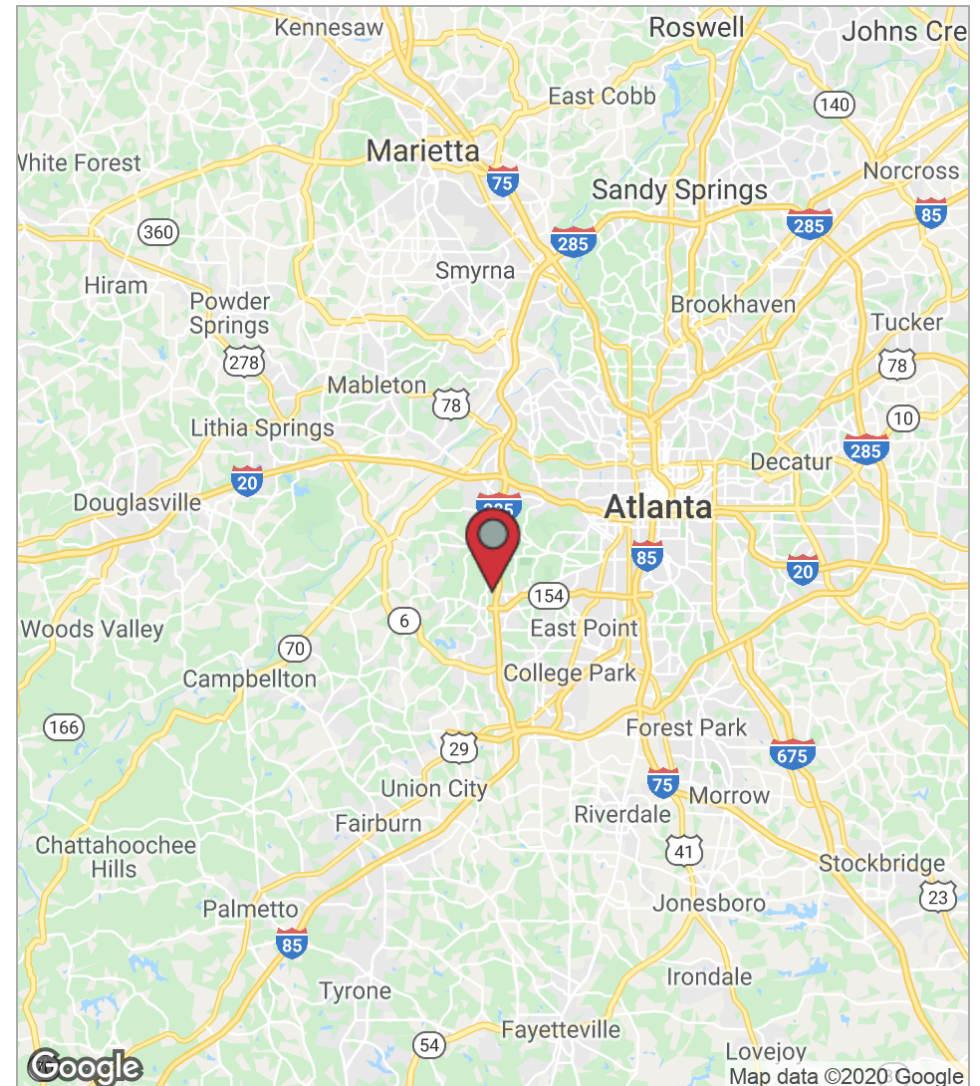 Kennesaw
Roswell
Johns Cre
East Cobb
140
Marietta
White Forest
75
Norcross
Sandy Springs
85
360
285
285
Smyrna
Hiram
Powder
Springs
Brookhaven
Tucker
278
78
Mableton
78
10
Lithia Springs
285
Decatur
20
Douglasville
285
Atlanta
85
20
154
6
Woods Valley
East Point
70
Campbellton
College Park
166
Forest Park
29
675
Union City
75
Morrow
Riverdale
Fairburn
41
Chattahoochee
Hills
Stockbridge
23
Palmetto
Jonesboro
85
Irondale
Tyrone
Fayetteville
54
Lovejoy
Google
Map data ©2020 Google